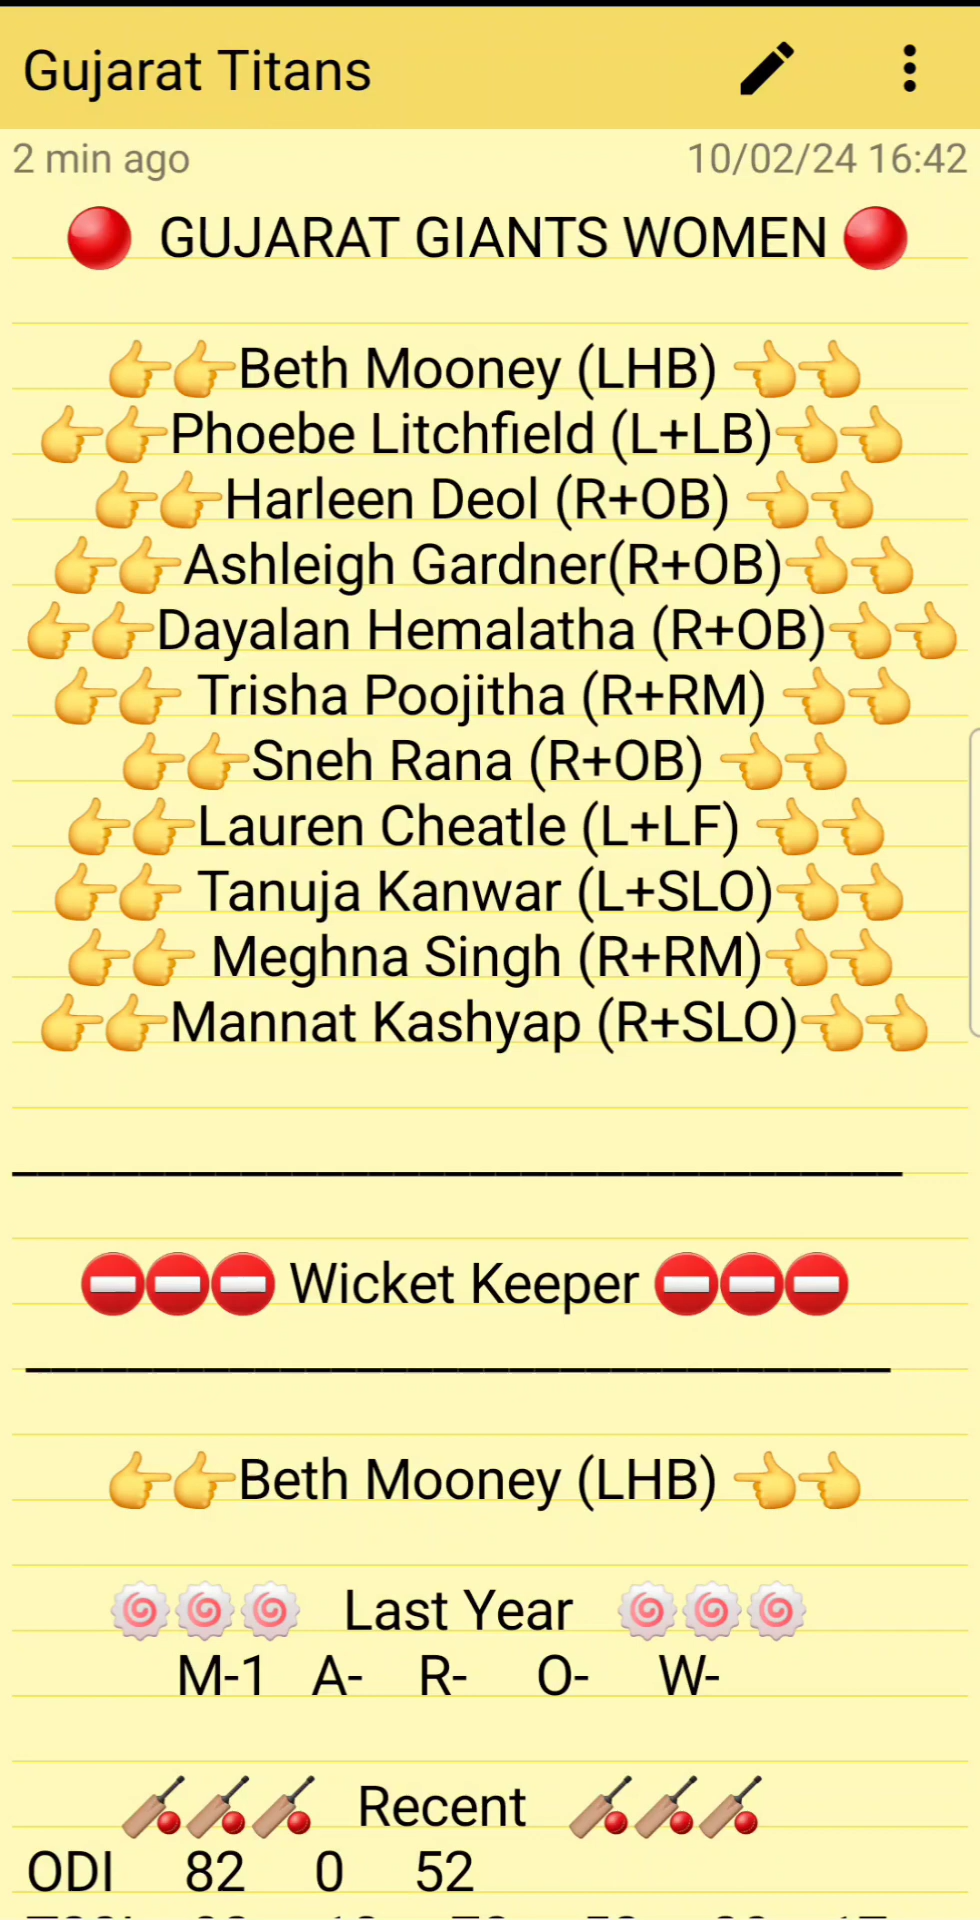 Gujarat Titans
2 min ago 10/02/24 16:42
🔴 GUJARAT GIANTS WOMEN 🔴
👉👉Beth Mooney (LHB) 👈👈
👉👉Phoebe Litchfield (L+LB)👈👈
👉👉Harleen Deol (R+OB) 👈👈
👉👉Ashleigh Gardner(R+OB)👈👈
👉👉Dayalan Hemalatha (R+OB)👈👈
👉👉 Trisha Poojitha (R+RM) 👈👈
👉👉Sneh Rana (R+OB) 👈👈
👉👉Lauren Cheatle (L+LF) 👈👈
👉👉 Tanuja Kanwar (L+SLO)👈👈
👉👉 Meghna Singh (R+RM)👈👈
👉👉Mannat Kashyap (R+SLO)👈👈
⛔⛔⛔ Wicket Keeper ⛔⛔⛔
👉👉Beth Mooney (LHB) 👈👈
🍥🍥🍥 Last Year 🍥🍥🍥
M-1 A- R- O- W-
🏏🏏🏏 Recent 🏏🏏🏏
ODI 82 0 52